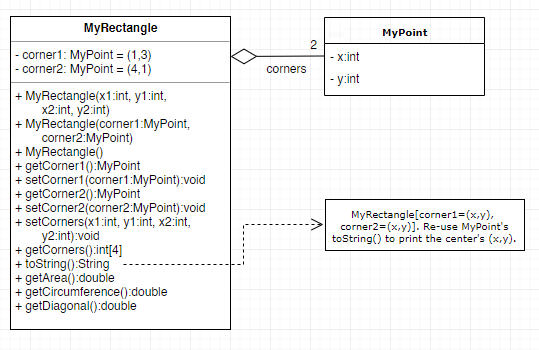 MyRectangle
- corner1: MyPoint = (1,3)
- corner2: MyPoint = (4,1)
+ MyRectangle(x1:int, y1:int,
x2:int, y2:int)
+ MyRectangle(corner1:MyPoint,
corner2:MyPoint)
+ MyRectangle()
+ getCorner1():MyPoint
+ setCorner1(corner1:MyPoint):void
+ getCorner2():MyPoint
+ setCorner2(corner2:MyPoint):void
+ setCorners(x1:int, y1:int, x2:int,
y2:int):void
+ getCorners():int[4]
+ toString():String
+ getArea():double
+ getCircumference():double
+ getDiagonal():double
2
corners
MyPoint
- x:int
- y:int
MyRectangle[corner1=(x,y),
corner2=(x,y)]. Re-use MyPoint's
toString() to print the center's (x,y).